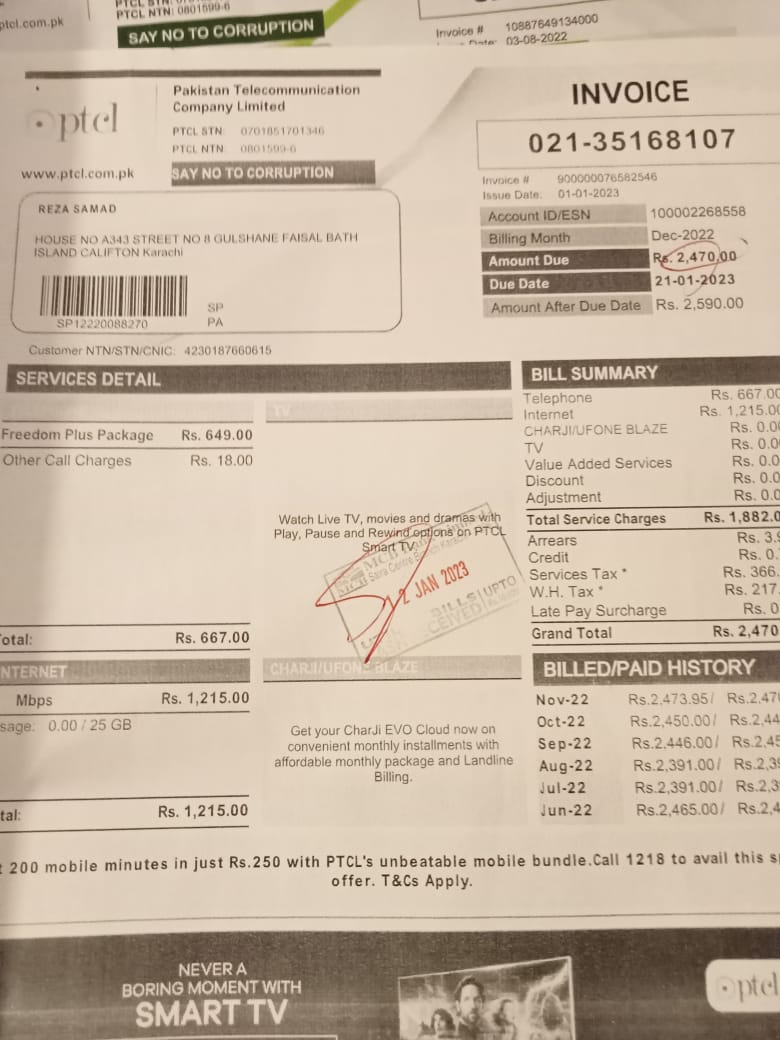 ptcl.com.pk
PTCL NTN: 0801599-6
SAY NO TO CORRUPTION
Invoice # 10887649134000
03-08-2022
ptcl
Pakistan Telecommunication
Company Limited
PTCL STN: 0701851701346
PTCL NTN: 0801599-6
www.ptcl.com.pk
SAY NO TO CORRUPTION
INVOICE
021-35168107
Invoice # 900000076582546
Issue Date: 01-01-2023
Account ID/ESN 100002268558
Billing Month Dec-2022
Amount Due Rs. 2,470.00
Due Date 21-01-2023
Amount After Due Date Rs. 2,590.00
REZA SAMAD
HOUSE NO A343 STREET NO 8 GULSHANE FAISAL BATH
ISLAND CALIFTON Karachi
SP12220088270
SP
PA
Customer NTN/STN/CNIC: 4230187660615
SERVICES DETAIL
TV
Freedom Plus Package Rs. 649.00
Other Call Charges Rs. 18.00
Watch Live TV, movies and dramas with
Play, Pause and Rewind options on PTCL
Smart TV
JAN 2023
BILLS UPTO
otal: Rs. 667.00
BILL SUMMARY
Telephone Rs. 667.00
Internet Rs. 1,215.00
CHARJI/UFONE BLAZE Rs. 0.0
TV Rs. 0.0
Value Added Services Rs. 0.0
Discount Rs. 0.0
Adjustment Rs. 0.0
Total Service Charges Rs. 1,882.0
Arrears Rs. 3.
Credit Rs. 0.
Services Tax * Rs. 366.
W.H. Tax * Rs. 217.
Late Pay Surcharge Rs. 0
Grand Total Rs. 2,470
NTERNET
Mbps Rs. 1,215.00
sage: 0.00 / 25 GB
tal: Rs. 1,215.00
CHARJI/UFONE BLAZE
Get your CharJi EVO Cloud now on
convenient monthly installments with
affordable monthly package and Landline
Billing.
BILLED/PAID HISTORY
Nov-22 Rs.2,473.95/ Rs.2,47
Oct-22 Rs.2,450.00/ Rs.2,44
Sep-22 Rs.2,446.00/ Rs.2,45
Aug-22 Rs.2,391.00/ Rs.2,39
Jul-22 Rs.2,391.00/ Rs.2,3
Jun-22 Rs.2,465.00/ Rs.2,4
t 200 mobile minutes in just Rs.250 with PTCL's unbeatable mobile bundle.Call 1218 to avail this sp
offer. T&Cs Apply.
NEVER A
BORING MOMENT WITH
SMART TV
ptcl